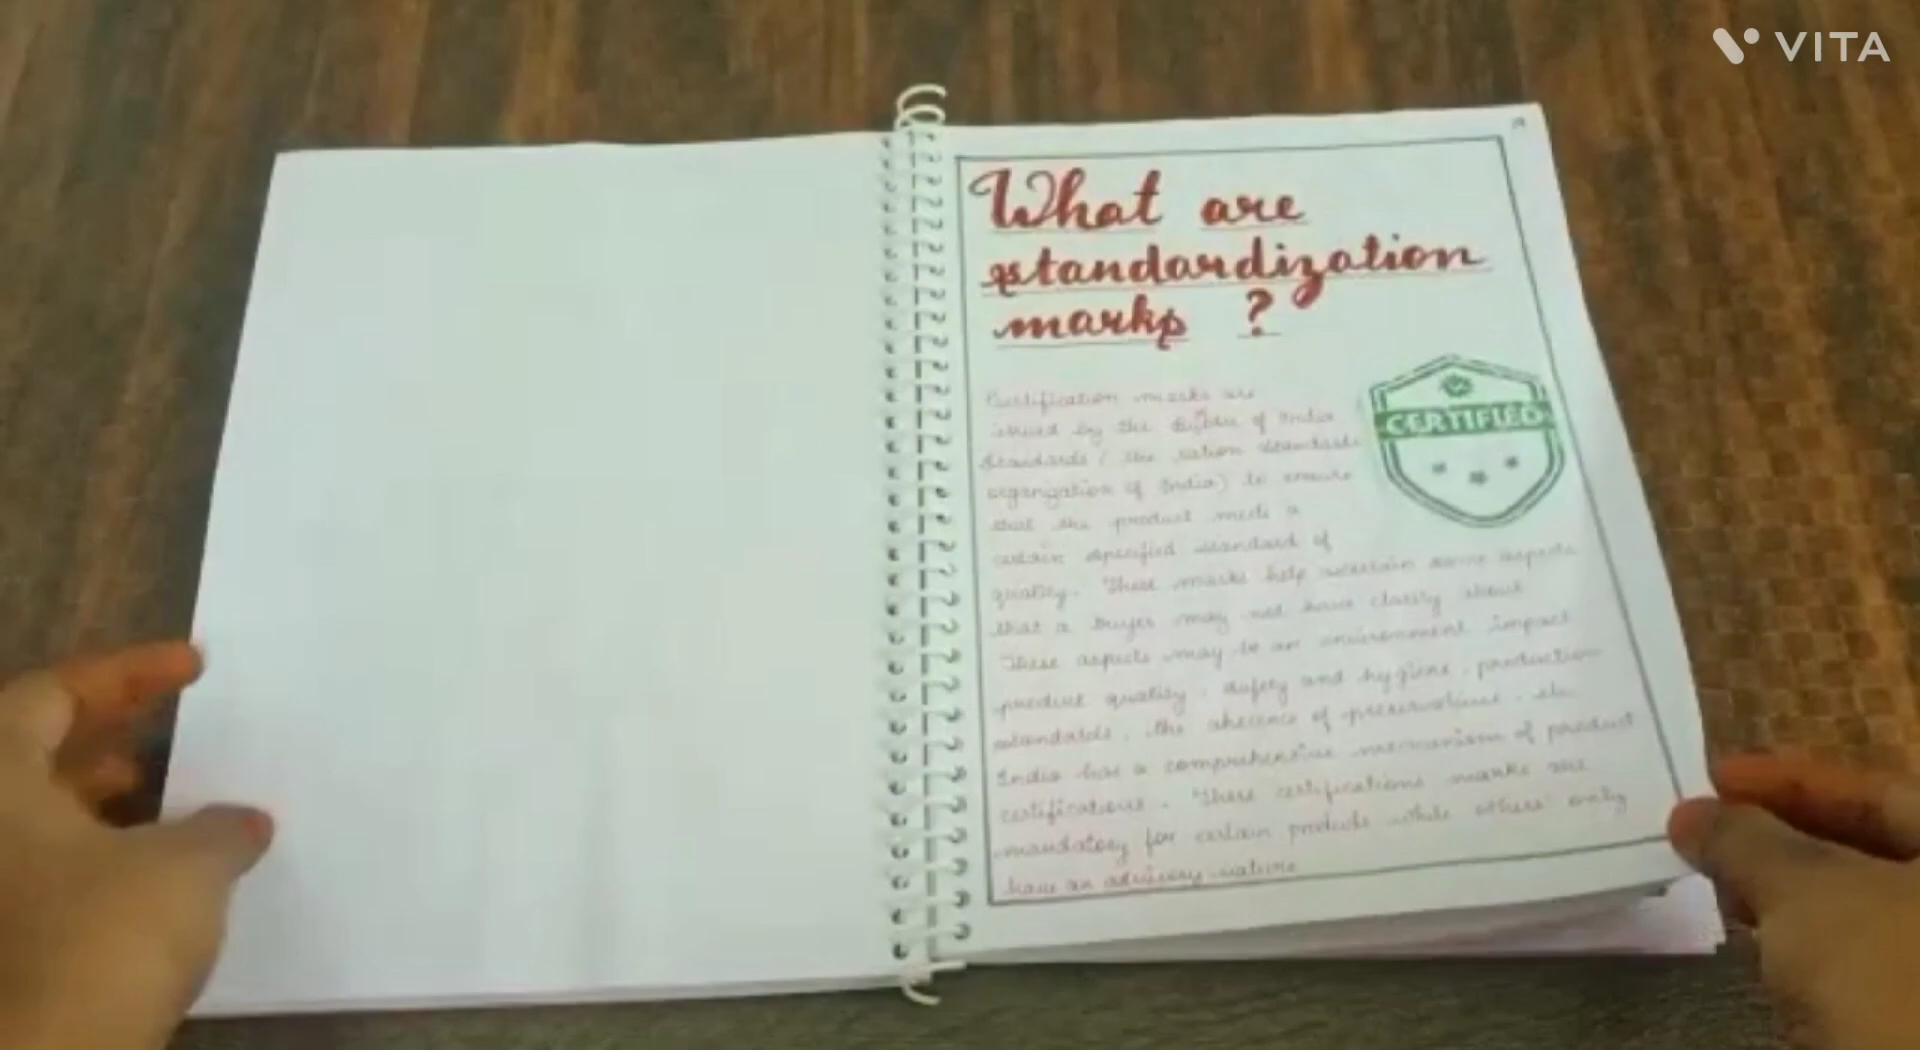 VITA
What are
standardization
marks ?
CERTIFIED
Certification marks are
issued by the of India
Standards ( the nation standards
organization of India) to ensure
that the product meets a
certain specified standard of
quality. These marks help ascertain some aspects
that a buyer may not have clarity about
These aspects may be an environment impact
product quality, safety and hygiene, production
standards, the abscence of preservatives, etc.
India has a comprehensive mechanism of product
certifications. These certifications marks are
mandatory for certain products while others only
have an advisory nature